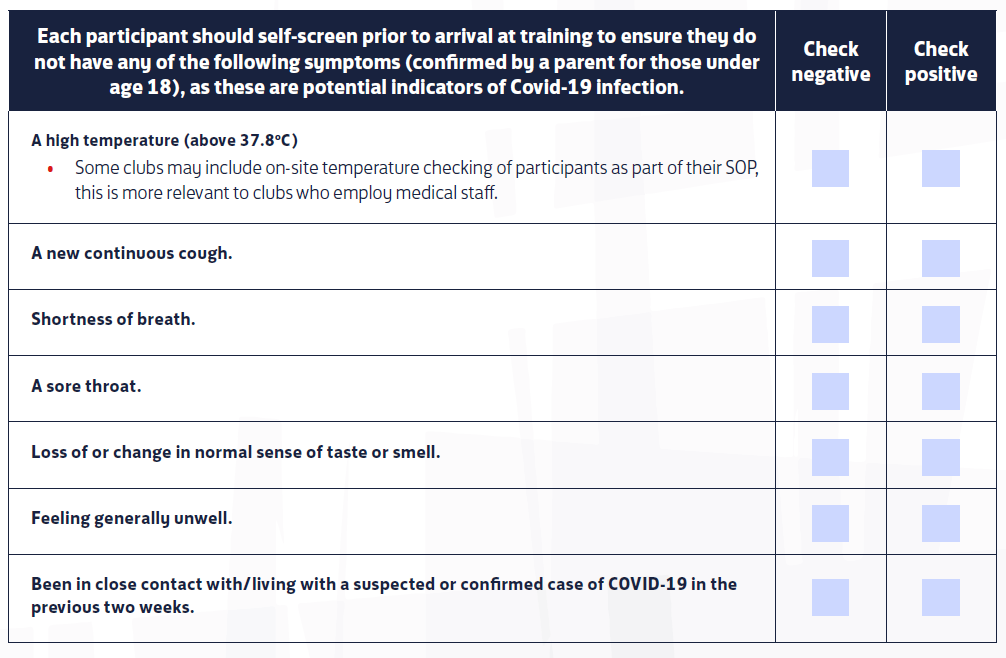 Each participant should self-screen prior to arrival at training to ensure they do
not have any of the following symptoms (confirmed by a parent for those under
age 18), as these are potential indicators of Covid-19 infection.
Check
negative
Check
positive
A high temperature (above 37.8ºC)
• Some clubs may include on-site temperature checking of participants as part of their SOP,
this is more relevant to clubs who employ medical staff.
A new continuous cough.
Shortness of breath.
A sore throat.
Loss of or change in normal sense of taste or smell.
Feeling generally unwell.
Been in close contact with/living with a suspected or confirmed case of COVID-19 in the
previous two weeks.